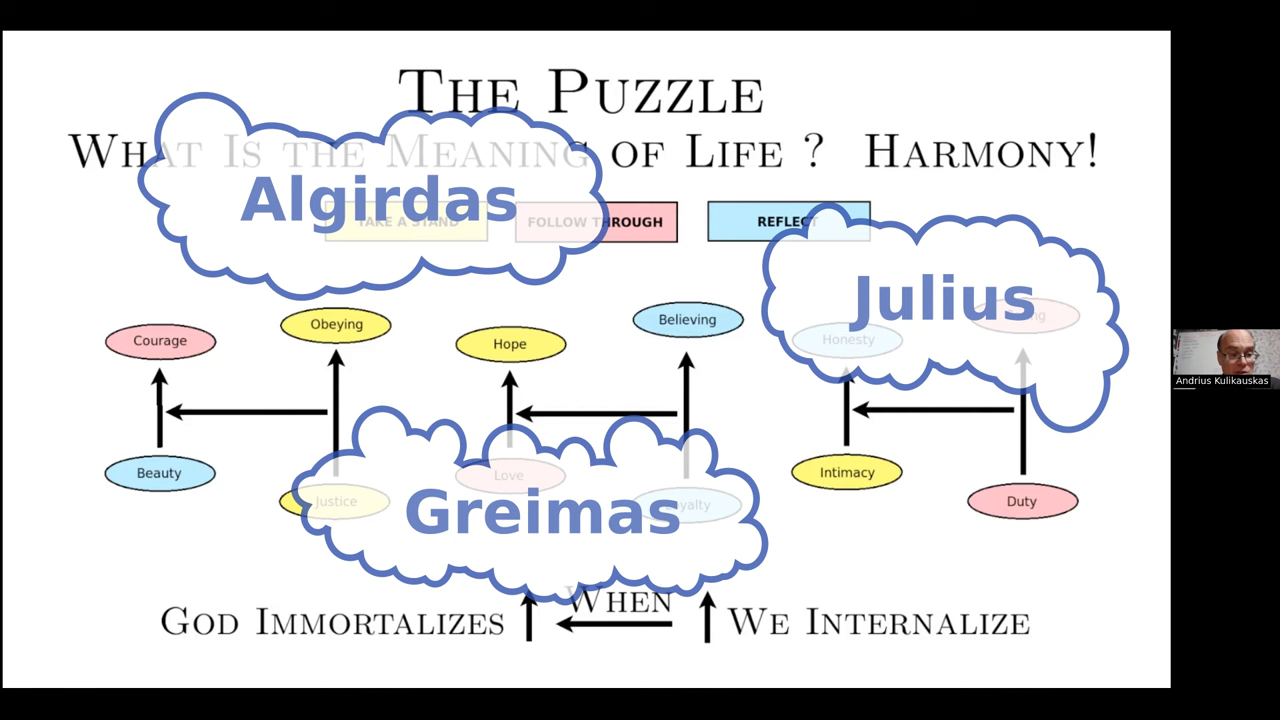 The Puzzle
What Is the Meaning of Life ? Harmony!
Algirdas
TAKE A STAND
FOLLOW THROUGH
REFLECT
Julius
Courage
Obeying
Hope
Believing
Honesty
Beauty
Justice
Love
Loyalty
Intimacy
Duty
Greimas
God Immortalizes
When
We Internalize
Andrius Kulikauskas